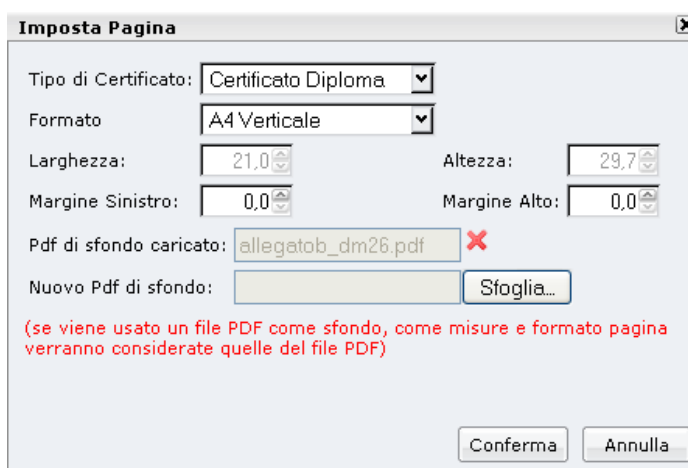 Imposta Pagina
Tipo di Certificato: Certificato Diploma
Formato A4 Verticale
Larghezza: 21,0 Altezza: 29,7
Margine Sinistro: 0,0 Margine Alto: 0,0
Pdf di sfondo caricato: allegatob_dm26.pdf
Nuovo Pdf di sfondo: Sfoglia...
(se viene usato un file PDF come sfondo, come misure e formato pagina
verranno considerate quelle del file PDF)
Conferma Annulla